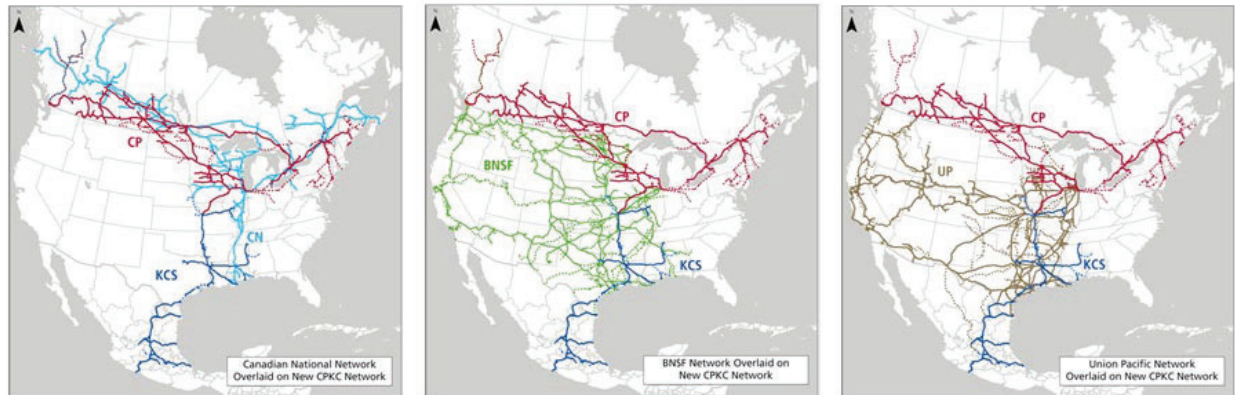 CP
CN
KCS
Canadian National Network
Overlaid on New CPKC Network
CP
BNSF
KCS
BNSF Network Overlaid on
New CPKC Network
CP
UP
KCS
Union Pacific Network
Overlaid on New CPKC Network